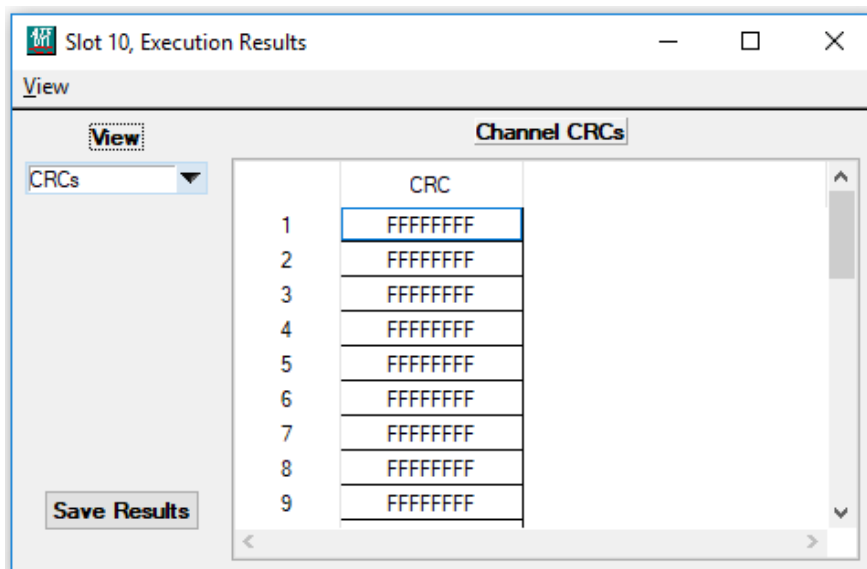 Slot 10, Execution Results
View
View
Channel CRCs
CRCs
CRC
1 FFFFFFFF
2 FFFFFFFF
3 FFFFFFFF
4 FFFFFFFF
5 FFFFFFFF
6 FFFFFFFF
7 FFFFFFFF
8 FFFFFFFF
9 FFFFFFFF
Save Results